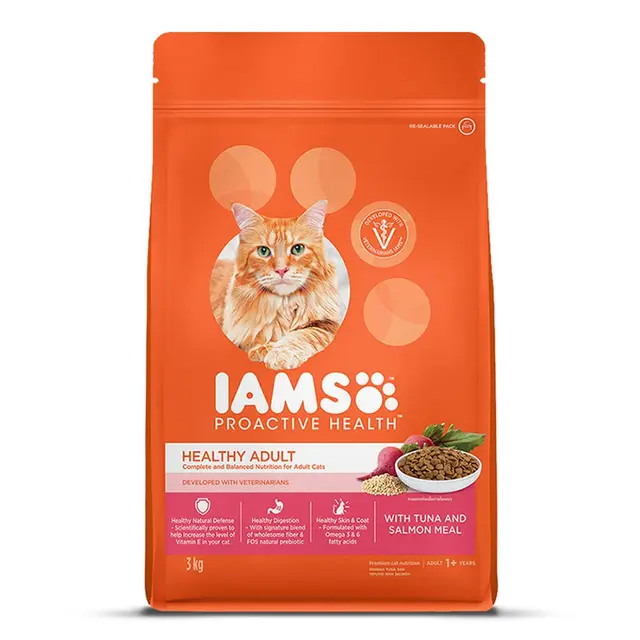 RE-SEALABLE PACK
DEVELOPED WITH
VETERINARIANS IAMS™
IAMS™
PROACTIVE HEALTH™
HEALTHY ADULT
Complete and Balanced Nutrition for Adult Cats
DEVELOPED WITH VETERINARIANS
Healthy Natural Defense
- Scientifically proven to
help increase the level of
Vitamin E in your cat
Healthy Digestion
- With signature blend
of wholesome fiber &
FOS natural prebiotic
Healthy Skin & Coat
- Formulated with
Omega 3 & 6
fatty acids
WITH TUNA AND
SALMON MEAL
3 kg
Premium cat nutrition
ADULT 1+ YEARS